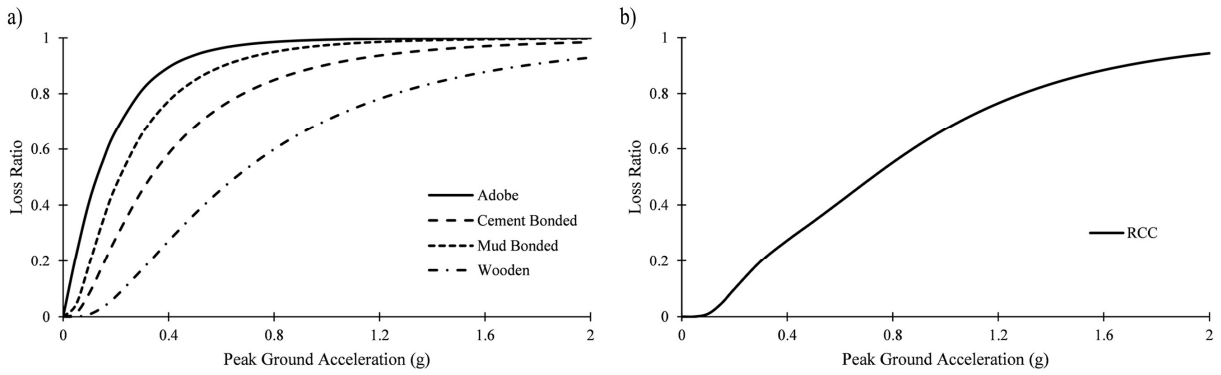 a)
1
0.8
0.6
0.4
0.2
0
Loss Ratio
Adobe
Cement Bonded
Mud Bonded
Wooden
0 0.4 0.8 1.2 1.6 2
Peak Ground Acceleration (g)
b)
1
0.8
0.6
0.4
0.2
0
Loss Ratio
RCC
0 0.4 0.8 1.2 1.6 2
Peak Ground Acceleration (g)